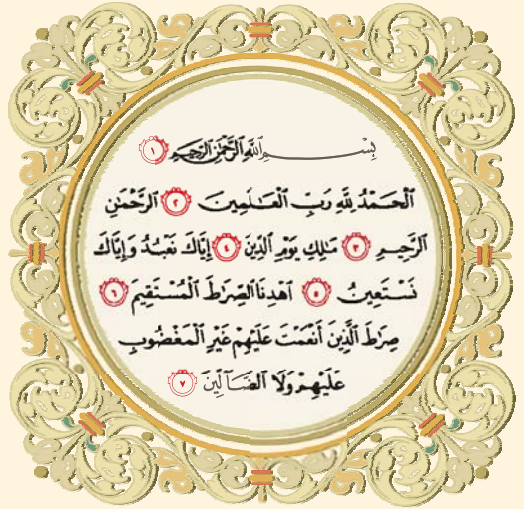 بِسْمِ ٱللَّهِ ٱلرَّحْمَٰنِ ٱلرَّحِيمِ ١
ٱلْحَمْدُ لِلَّهِ رَبِّ ٱلْعَٰلَمِينَ ٢ ٱلرَّحْمَٰنِ
ٱلرَّحِيمِ ٣ مَٰلِكِ يَوْمِ ٱلدِّينِ ٤ إِيَّاكَ نَعْبُدُ وَإِيَّاكَ
نَسْتَعِينُ ٥ ٱهْدِنَا ٱلصِّرَٰطَ ٱلْمُسْتَقِيمَ ٦
صِرَٰطَ ٱلَّذِينَ أَنْعَمْتَ عَلَيْهِمْ غَيْرِ ٱلْمَغْضُوبِ
عَلَيْهِمْ وَلَا ٱلضَّآلِّينَ ٧